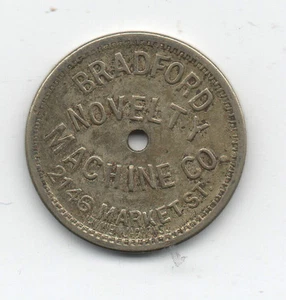 BRADFORD
NOVELTY
MACHINE CO.
2146 MARKET ST.